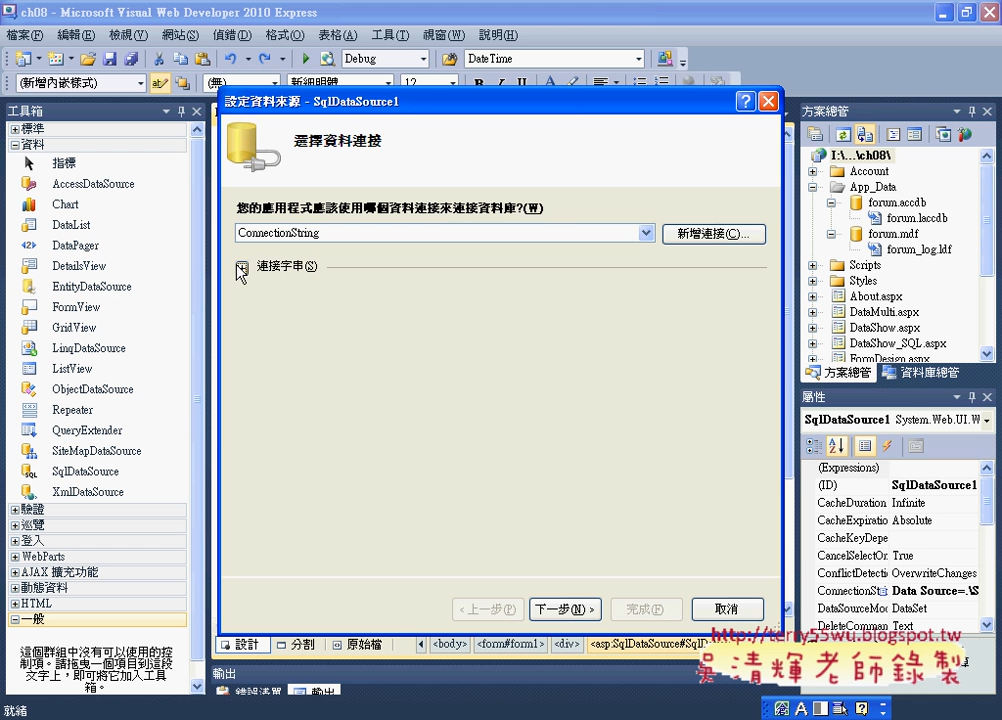 ch08 - Microsoft Visual Web Developer 2010 Express
檔案(F) 編輯(E) 檢視(V) 網站(S) 偵錯(D) 格式(O) 表格(A) 工具(T) 視窗(W) 說明(H)
Debug DateTime
(新增內嵌樣式) (無) 新細明體 12
工具箱
標準
資料
指標
AccessDataSource
Chart
DataList
DataPager
DetailsView
EntityDataSource
FormView
GridView
LinqDataSource
ListView
ObjectDataSource
Repeater
QueryExtender
SiteMapDataSource
SqlDataSource
XmlDataSource
驗證
巡覽
登入
WebParts
AJAX 擴充功能
動態資料
HTML
一般
這個群組中沒有可以使用的控
制項。請拖曳一個項目到這段
文字上，即可將它加入工具
箱。
就緒
設定資料來源 - SqlDataSource1
選擇資料連接
您的應用程式應該使用哪個資料連接來連接資料庫?(W)
ConnectionString
新增連接(C)...
連接字串(S)
< 上一步(P) 下一步(N) > 完成(F) 取消
設計 分割 原始檔 <body> <form#form1> <div> <asp:SqlDataSource#SqlD
輸出
錯誤清單 輸出
方案總管
I:\...\ch08\
Account
App_Data
forum.accdb
forum.laccdb
forum.mdf
forum_log.ldf
Scripts
Styles
About.aspx
DataMulti.aspx
DataShow.aspx
DataShow_SQL.aspx
FormDesign.aspx
方案總管 資料庫總管
屬性
SqlDataSource1 System.Web.UI.W
(Expressions)
(ID) SqlDataSource1
CacheDuration Infinite
CacheExpiratio Absolute
CacheKeyDepe
CancelSelectOn True
ConflictDetecti OverwriteChanges
ConnectionSt Data Source=.\S
DataSourceMod DataSet
DeleteComman Text
http://terry55wu.blogspot.tw
吳清輝老師錄製